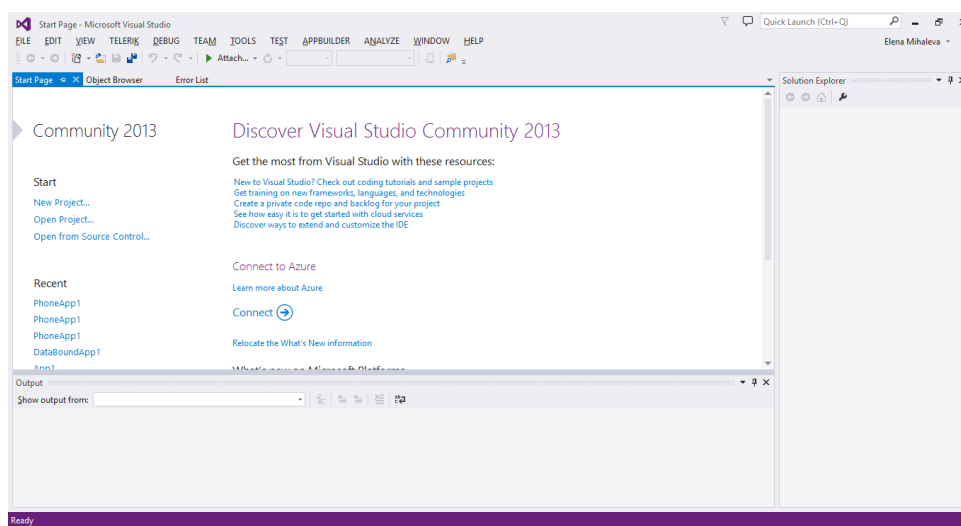 Start Page - Microsoft Visual Studio
Quick Launch (Ctrl+Q)
FILE EDIT VIEW TELERIK DEBUG TEAM TOOLS TEST APPBUILDER ANALYZE WINDOW HELP
Elena Mihaleva
Attach...
Start Page Object Browser Error List
Solution Explorer
Community 2013
Discover Visual Studio Community 2013
Get the most from Visual Studio with these resources:
Start
New to Visual Studio? Check out coding tutorials and sample projects
Get training on new frameworks, languages, and technologies
New Project...
Create a private code repo and backlog for your project
See how easy it is to get started with cloud services
Open Project...
Discover ways to extend and customize the IDE
Open from Source Control...
Connect to Azure
Recent
Learn more about Azure
PhoneApp1
Connect
PhoneApp1
PhoneApp1
Relocate the What's New information
DataBoundApp1
App1
What's new on Microsoft Platforms
Output
Show output from:
Ready